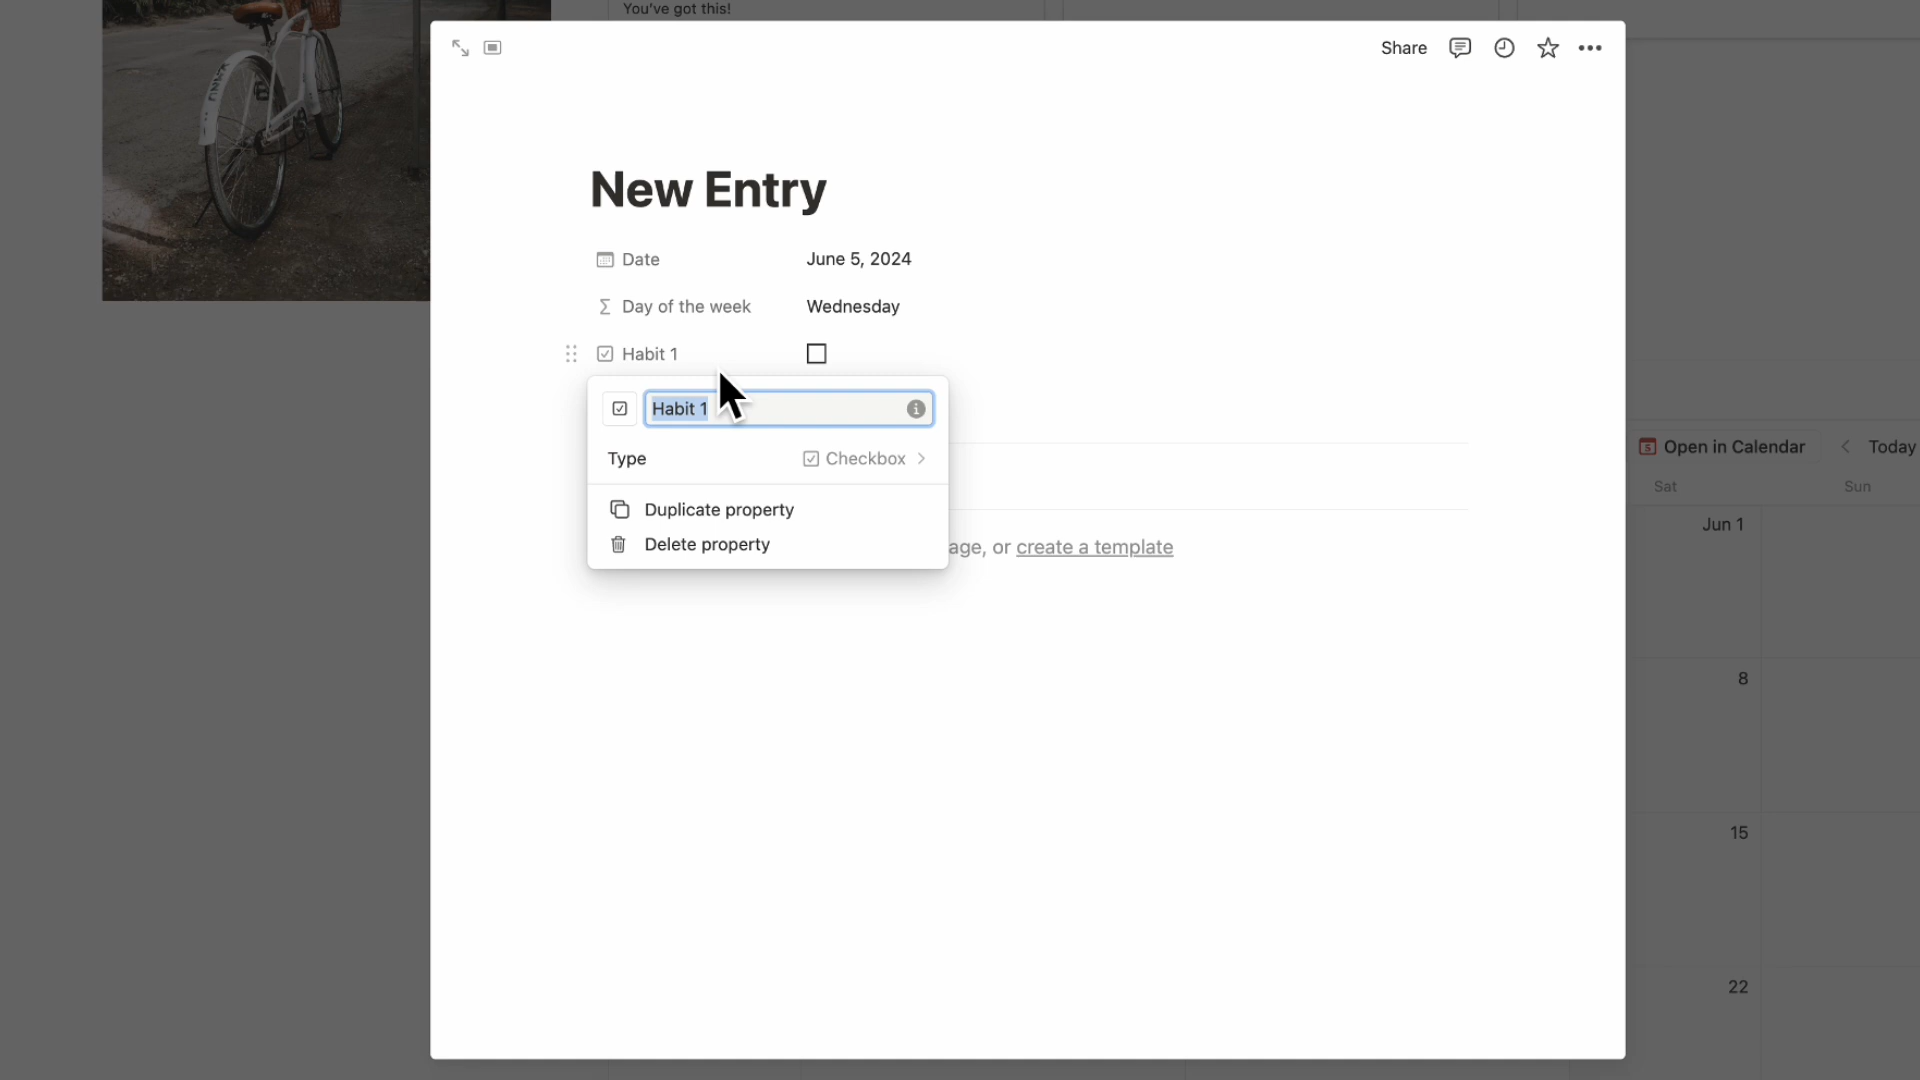 You've got this!
Share
New Entry
Date June 5, 2024
Day of the week Wednesday
Habit 1
Habit 1
Type Checkbox
Duplicate property
Delete property
age, or create a template
Open in Calendar Today
Sat Sun
Jun 1
8
15
22